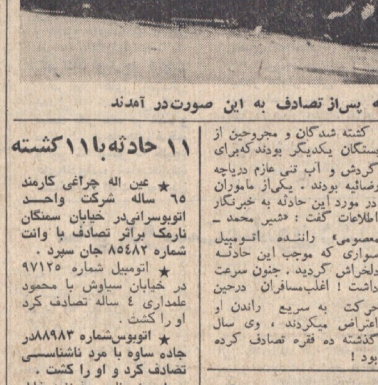 ه پس‌از تصادف به این صورت در آمدند
کشته شدگان و مجروحین از
بستگان یکدیگر بودند که برای
گردش و آب تنی عازم دریاچه
رضائیه بودند . یکی‌از ماموران
در مورد این حادثه به خبرنگار
اطلاعات گفت : «شیر محمد ـ
معصومی» راننده اتومبیل
سواری که موجب این حادثه
دلخراش گردید . جنون سرعت
داشت ! اغلب‌مسافران درحین
حرکت به سریع راندن او
اعتراض میکردند ، وی سال
گذشته ده فقره تصادف کرده
بود !
۱۱ حادثه با ۱۱ کشته
★ عین اله چراغی کارمند
۶۵ ساله شرکت واحد
اتوبوسرانی‌در خیابان سمنگان
نارمک براثر تصادف با وانت
شماره ۸۵۴۸۲ جان سپرد .
★ اتومبیل شماره ۹۷۱۲۵
در خیابان سیاوش با محمود
علمداری ۴ ساله تصادف کرد
او را کشت .
★ اتوبوس‌شماره ۸۸۹۸۳در
جاده ساوه با مرد ناشناسی
تصادف کرد و او را کشت .